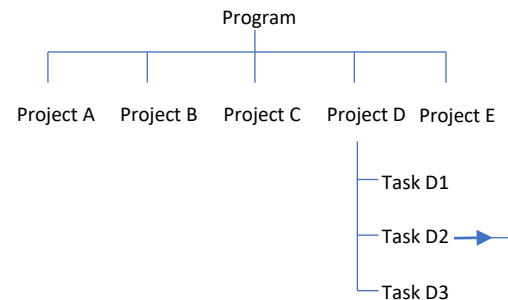 Program
Project A Project B Project C Project D Project E
Task D1
Task D2
Task D3